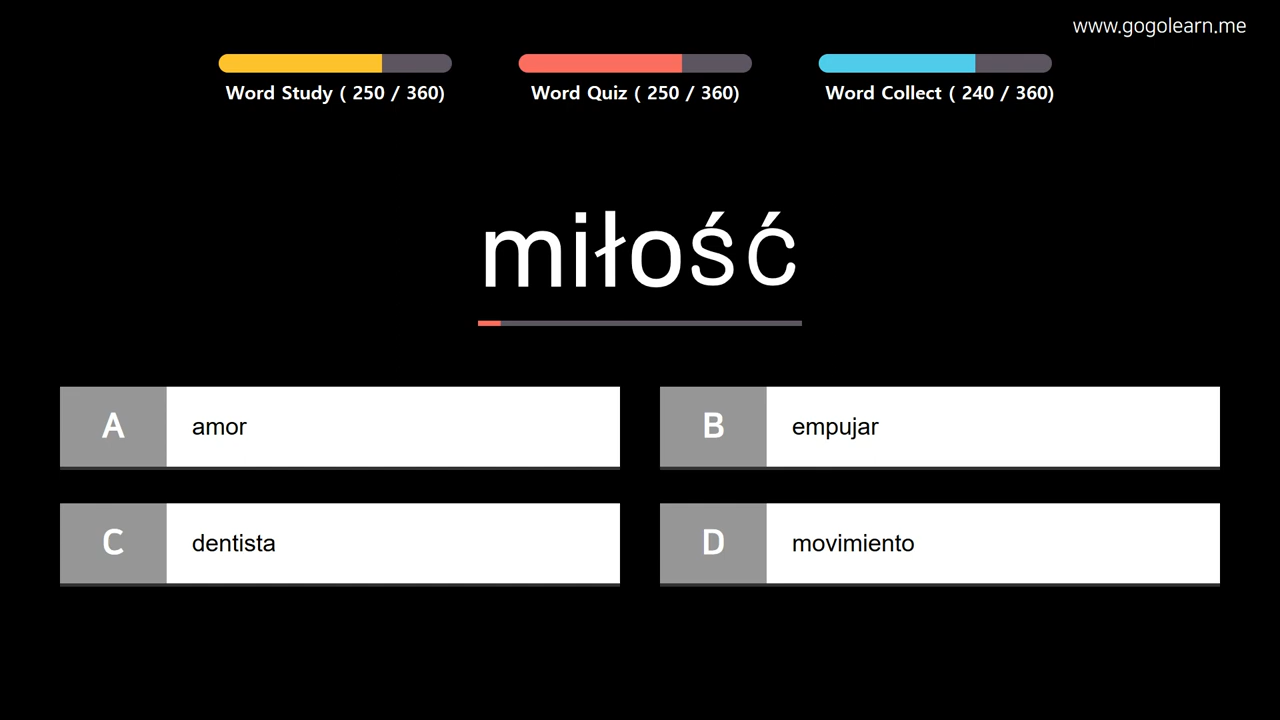 www.gogolearn.me
Word Study ( 250 / 360)
Word Quiz ( 250 / 360)
Word Collect ( 240 / 360)
miłość
A amor
B empujar
C dentista
D movimiento